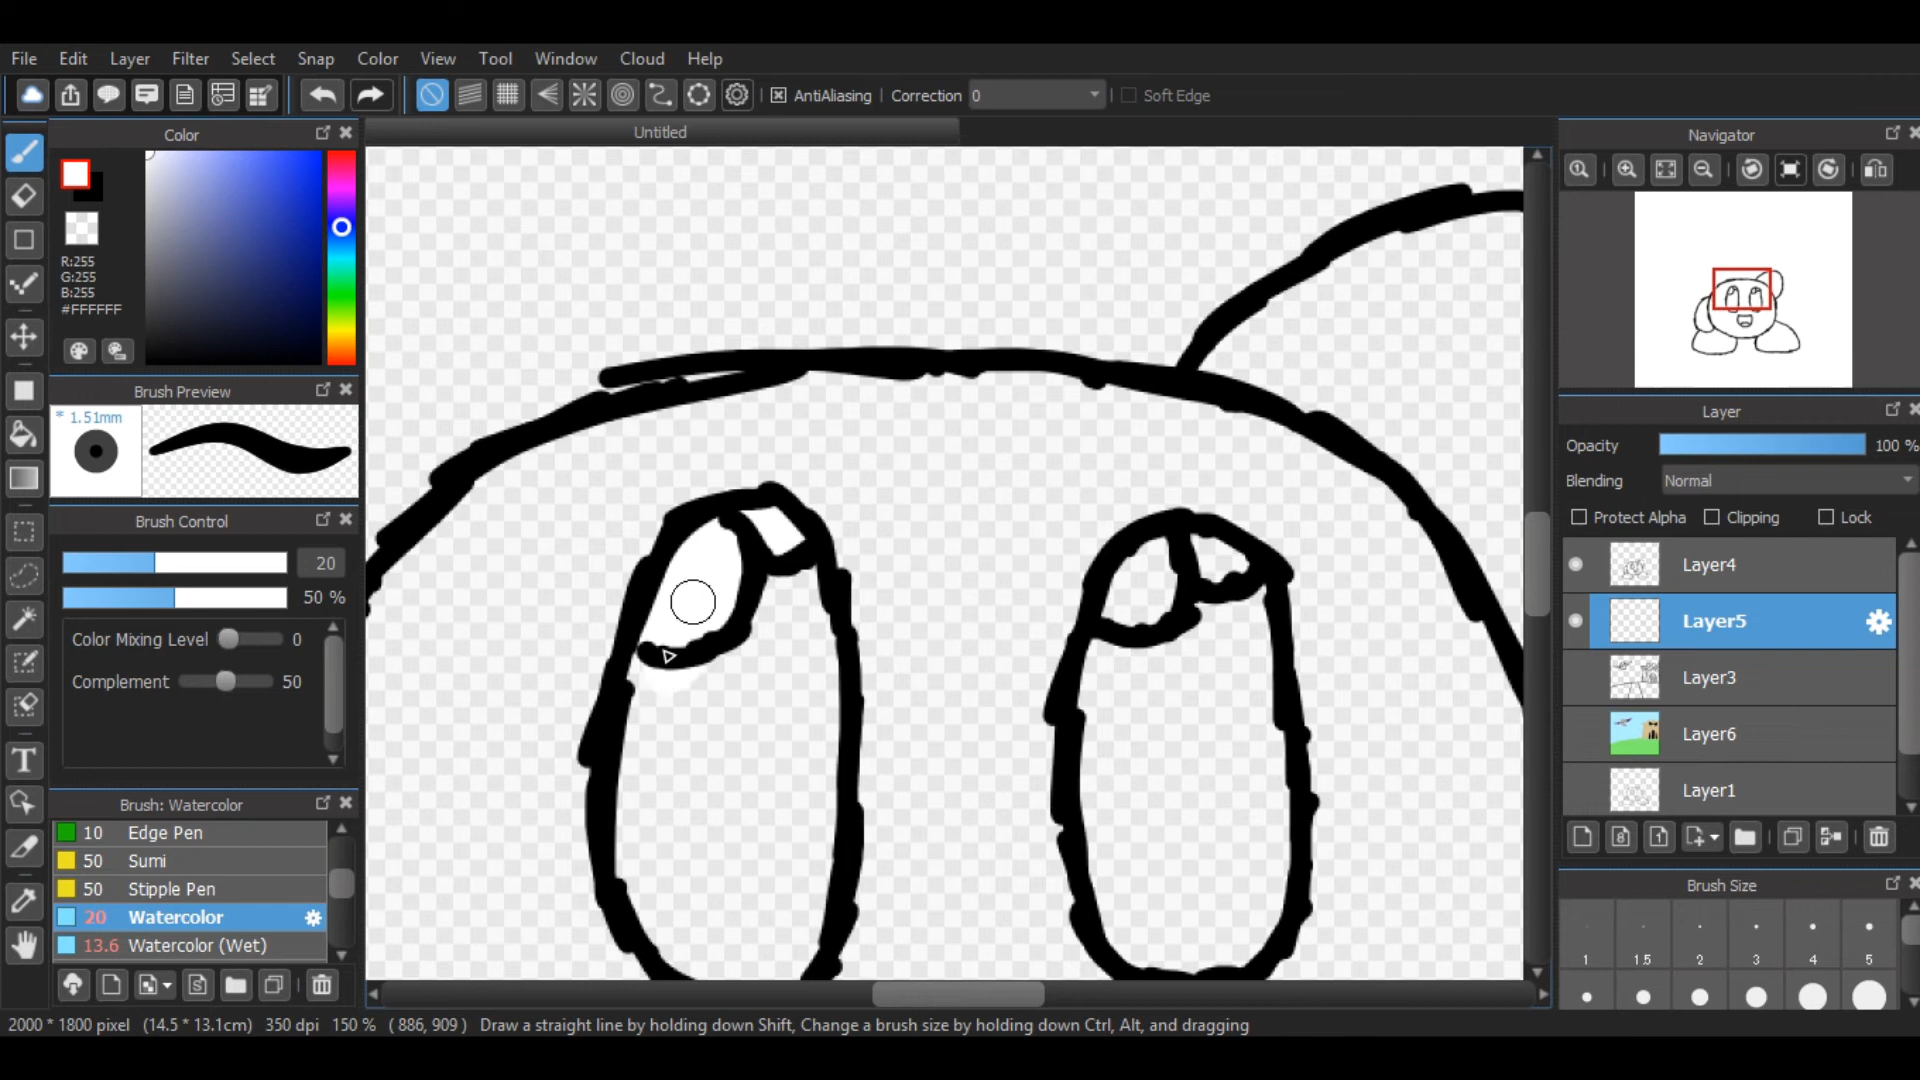 File Edit Layer Filter Select Snap Color View Tool Window Cloud Help
AntiAliasing Correction 0 Soft Edge
Color
R:255
G:255
B:255
#FFFFFF
Brush Preview
* 1.51mm
Brush Control
20
50 %
Color Mixing Level 0
Complement 50
Brush: Watercolor
10 Edge Pen
50 Sumi
50 Stipple Pen
20 Watercolor
13.6 Watercolor (Wet)
Untitled
Navigator
Layer
Opacity 100 %
Blending Normal
Protect Alpha Clipping Lock
Layer4
Layer5
Layer3
Layer6
Layer1
Brush Size
1 1.5 2 3 4 5
2000 * 1800 pixel (14.5 * 13.1cm) 350 dpi 150 % ( 886, 909 ) Draw a straight line by holding down Shift, Change a brush size by holding down Ctrl, Alt, and dragging